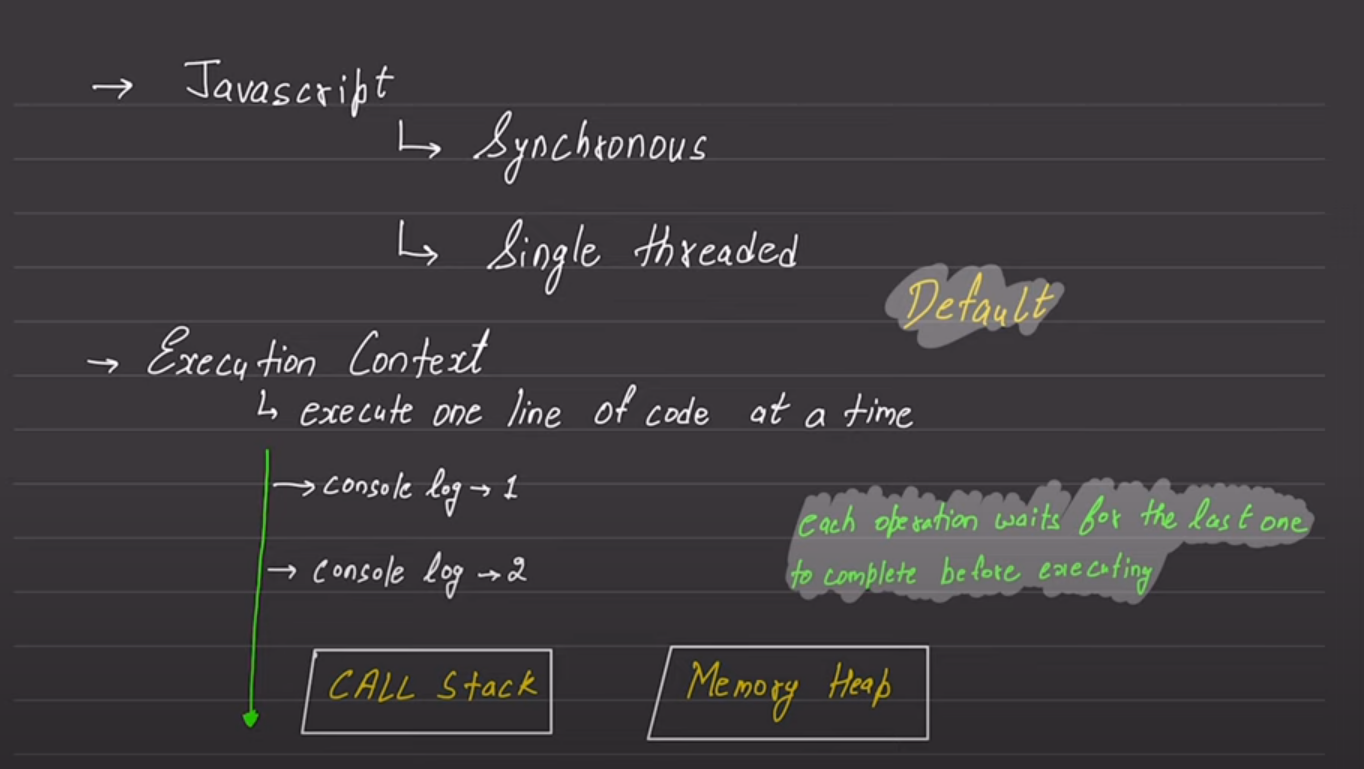 → Javascript
↳ Synchronous
↳ Single threaded
Default
→ Execution Context
↳ execute one line of code at a time
→ console log → 1
each operation waits for the last one
→ console log → 2
to complete before executing
CALL Stack
Memory Heap